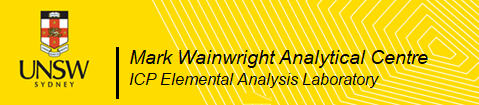 UNSW
SYDNEY
Mark Wainwright Analytical Centre
ICP Elemental Analysis Laboratory